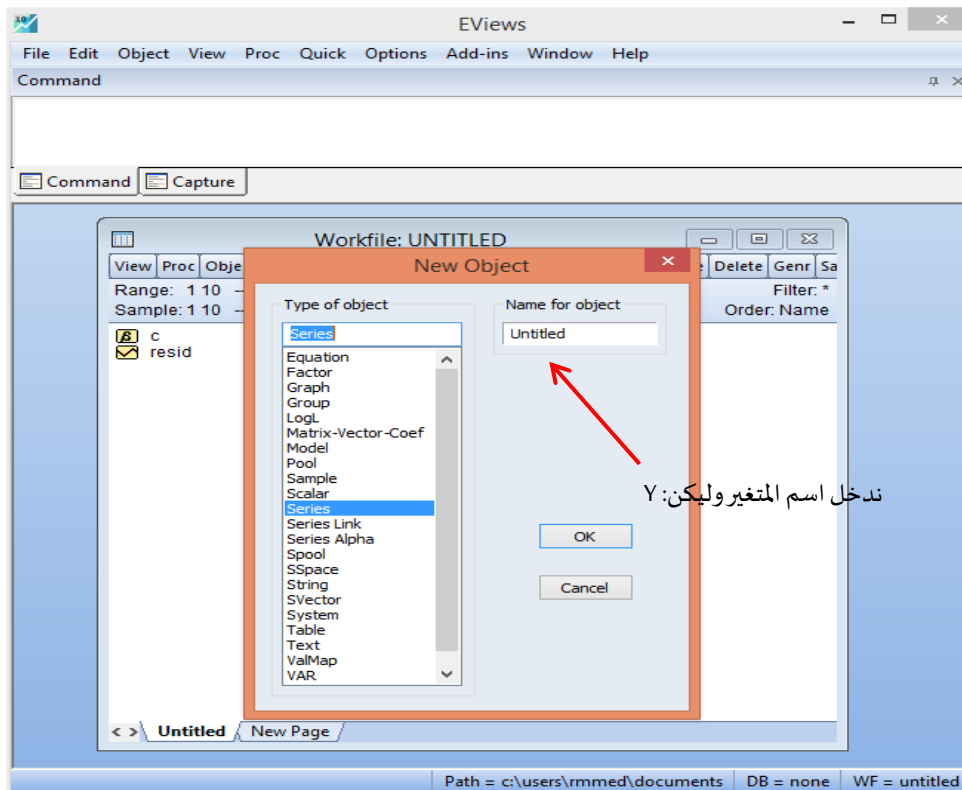 EViews
File Edit Object View Proc Quick Options Add-ins Window Help
Command
Command Capture
Workfile: UNTITLED
View Proc Obje Delete Genr Sa
New Object
Range: 1 10 Filter: *
Sample: 1 10 Order: Name
c
resid
Type of object
Name for object
Series
Untitled
Equation
Factor
Graph
Group
LogL
Matrix-Vector-Coef
Model
Pool
Sample
Scalar
Series
Series Link
Series Alpha
Spool
SSpace
String
SVector
System
Table
Text
ValMap
VAR
ندخل اسم المتغير وليكن: Y
OK
Cancel
Untitled New Page
Path = c:\users\rmmed\documents DB = none WF = untitled